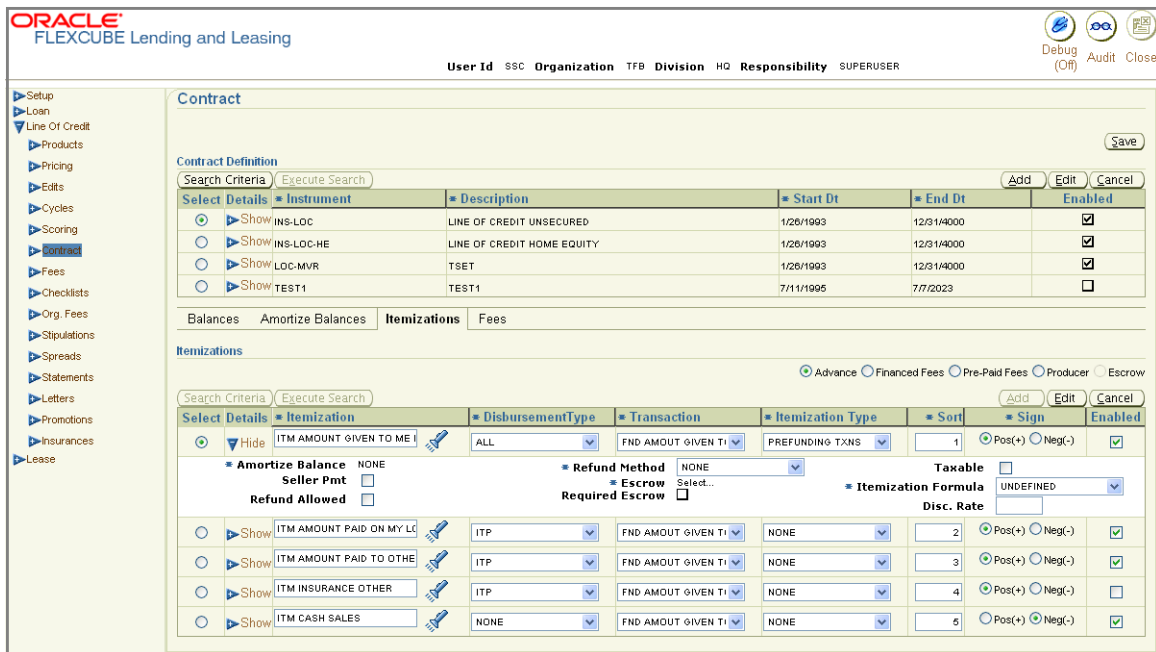 ORACLE
FLEXCUBE Lending and Leasing
Debug (Off) Audit Close
User Id SSC Organization TFB Division HQ Responsibility SUPERUSER
Setup
Loan
Line Of Credit
Products
Pricing
Edits
Cycles
Scoring
Contract
Fees
Checklists
Org. Fees
Stipulations
Spreads
Statements
Letters
Promotions
Insurances
Lease
Contract
Save
Contract Definition
Search Criteria Execute Search Add Edit Cancel
Select Details * Instrument * Description * Start Dt * End Dt Enabled
Show INS-LOC LINE OF CREDIT UNSECURED 1/26/1993 12/31/4000
Show INS-LOC-HE LINE OF CREDIT HOME EQUITY 1/26/1993 12/31/4000
Show LOC-MVR TSET 1/26/1993 12/31/4000
Show TEST1 TEST1 7/11/1995 7/7/2023
Balances Amortize Balances Itemizations Fees
Itemizations
Advance Financed Fees Pre-Paid Fees Producer Escrow
Search Criteria Execute Search Add Edit Cancel
Select Details * Itemization * DisbursementType * Transaction * Itemization Type * Sort * Sign Enabled
Hide ITM AMOUNT GIVEN TO ME ALL FND AMOUT GIVEN PREFUNDING TXNS 1 Pos(+) Neg(-)
* Amortize Balance NONE * Refund Method NONE Taxable
Seller Pmt * Escrow Select... * Itemization Formula UNDEFINED
Refund Allowed Required Escrow Disc. Rate
Show ITM AMOUNT PAID ON MY ITP FND AMOUT GIVEN NONE 2 Pos(+) Neg(-)
Show ITM AMOUNT PAID TO OTHE ITP FND AMOUT GIVEN NONE 3 Pos(+) Neg(-)
Show ITM INSURANCE OTHER ITP FND AMOUT GIVEN NONE 4 Pos(+) Neg(-)
Show ITM CASH SALES NONE FND AMOUT GIVEN NONE 5 Pos(+) Neg(-)